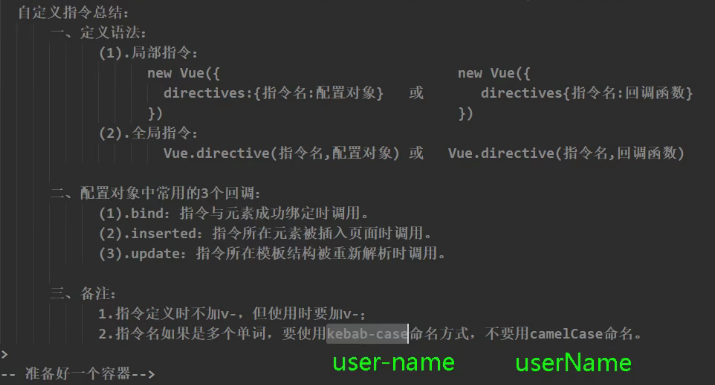 自定义指令总结:
一、定义语法:
(1).局部指令:
new Vue({ new Vue({
directives:{指令名:配置对象} 或 directives{指令名:回调函数}
}) })
(2).全局指令:
Vue.directive(指令名,配置对象) 或 Vue.directive(指令名,回调函数)
二、配置对象中常用的3个回调:
(1).bind: 指令与元素成功绑定时调用。
(2).inserted: 指令所在元素被插入页面时调用。
(3).update: 指令所在模板结构被重新解析时调用。
三、备注:
1.指令定义时不加v-, 但使用时要加v-;
2.指令名如果是多个单词, 要使用kebab-case命名方式, 不要用camelCase命名。
user-name userName
>
-- 准备好一个容器-->